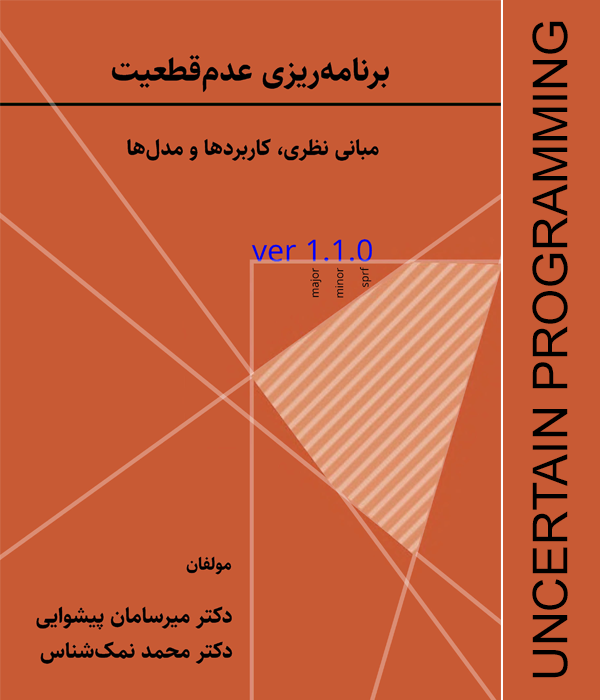 برنامه‌ریزی عدم‌قطعیت
مبانی نظری، کاربردها و مدل‌ها
ver 1.1.0
major
minor
sprf
مولفان
دکتر میرسامان پیشوایی
دکتر محمد نمک‌شناس
UNCERTAIN PROGRAMMING